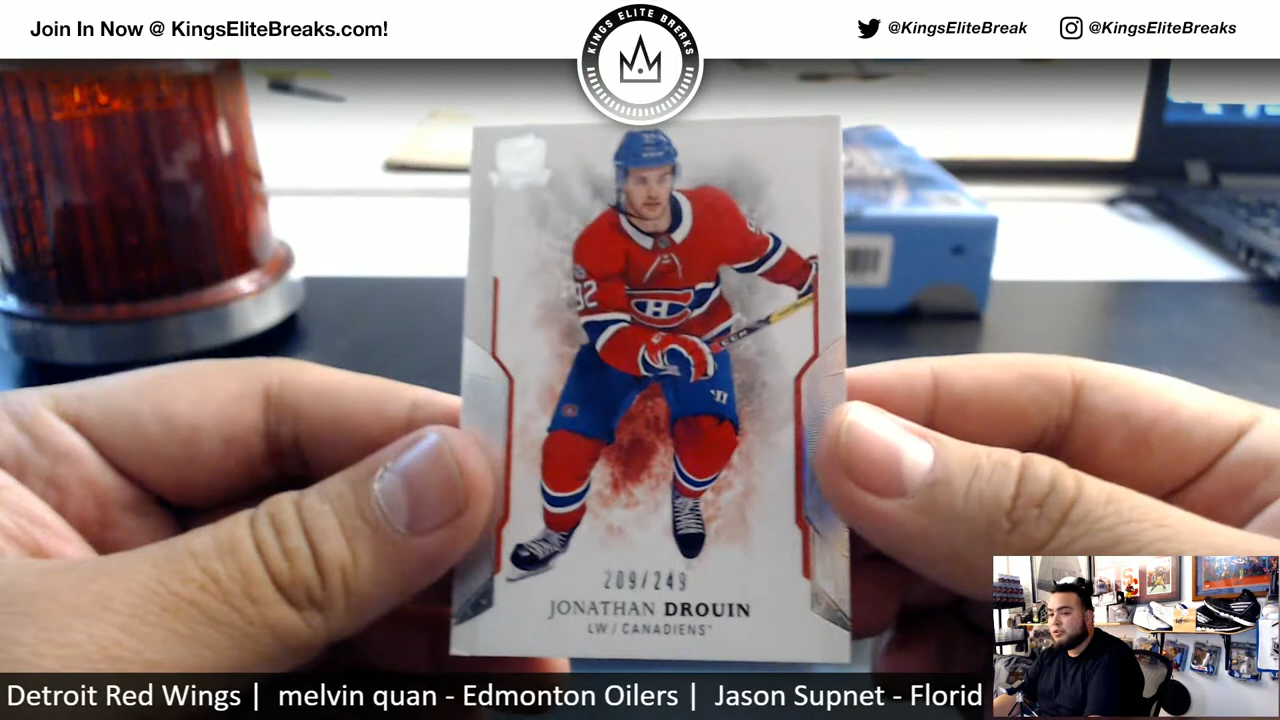 Join In Now @ KingsEliteBreaks.com!
KINGS ELITE BREAKS
@KingsEliteBreak
@KingsEliteBreaks
92
209/249
JONATHAN DROUIN
LW/CANADIENS
Detroit Red Wings | melvin quan - Edmonton Oilers | Jason Supnet - Florid